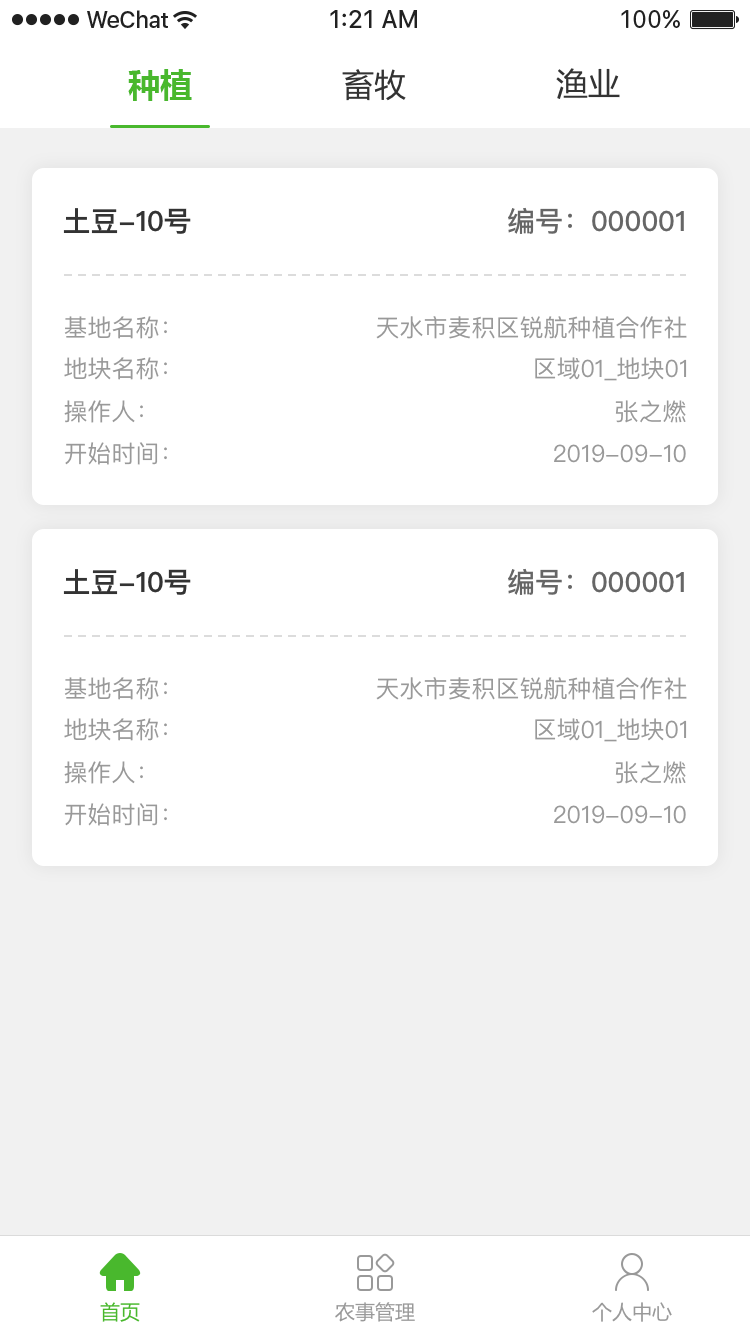 WeChat 1:21 AM 100%
种植 畜牧 渔业
土豆-10号 编号：000001
基地名称： 天水市麦积区锐航种植合作社
地块名称： 区域01_地块01
操作人： 张之燃
开始时间： 2019-09-10
土豆-10号 编号：000001
基地名称： 天水市麦积区锐航种植合作社
地块名称： 区域01_地块01
操作人： 张之燃
开始时间： 2019-09-10
首页 农事管理 个人中心